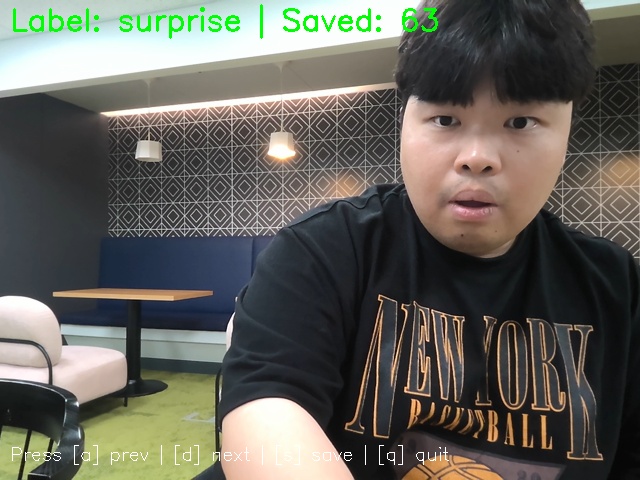 Label: surprise | Saved: 63
NEW YORK
BASKETBALL
Press [a] prev | [d] next | [s] save | [q] quit